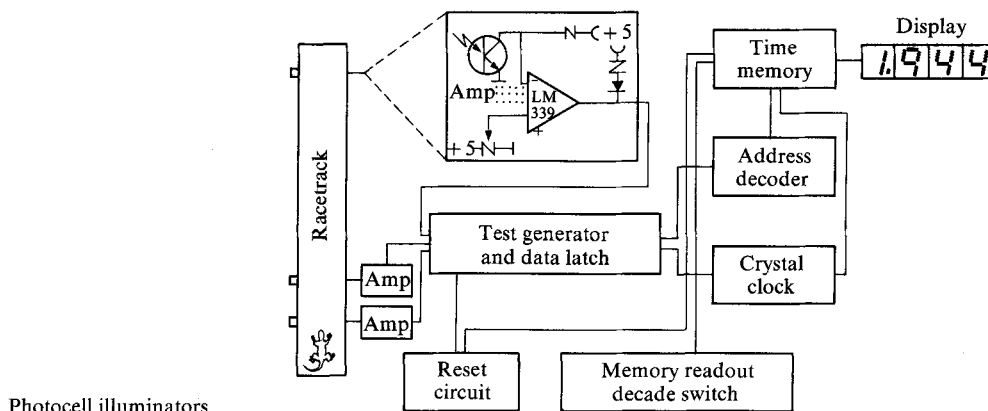 Display
+ 5
Time
memory
1.944
Amp
LM
339
−
+
+ 5
Address
decoder
Racetrack
Test generator
and data latch
Crystal
clock
Amp
Amp
Reset
circuit
Memory readout
decade switch
Photocell illuminators